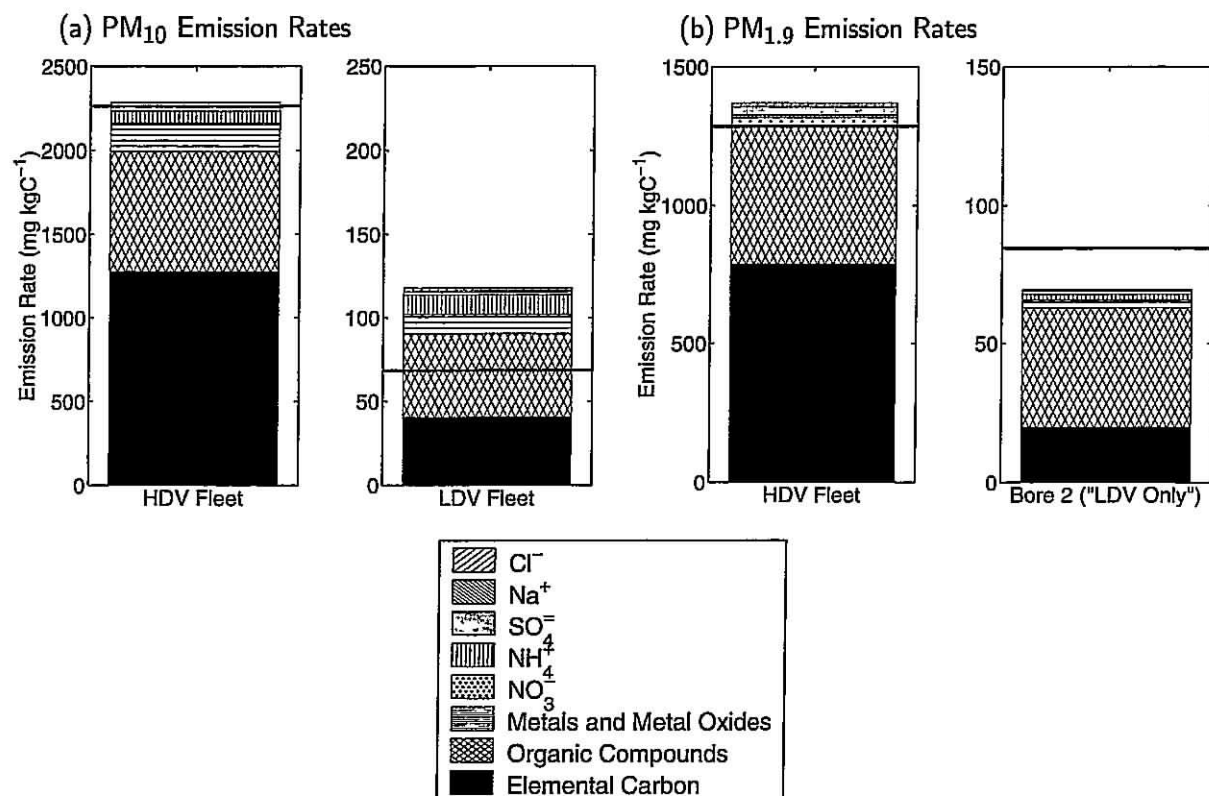 (a) PM₁₀ Emission Rates
2500
2000
1500
1000
500
0
Emission Rate (mg kgC⁻¹)
HDV Fleet
250
200
150
100
50
0
LDV Fleet
(b) PM₁.₉ Emission Rates
1500
1000
500
0
Emission Rate (mg kgC⁻¹)
HDV Fleet
150
100
50
0
Bore 2 ("LDV Only")
Cl⁻
Na⁺
SO₄⁼
NH₄⁺
NO₃⁻
Metals and Metal Oxides
Organic Compounds
Elemental Carbon